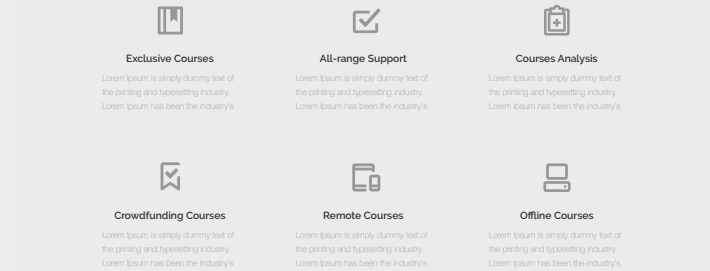 Exclusive Courses
Lorem Ipsum is simply dummy text of
the printing and typesetting industry.
Lorem Ipsum has been the industry's
All-range Support
Lorem Ipsum is simply dummy text of
the printing and typesetting industry.
Lorem Ipsum has been the industry's
Courses Analysis
Lorem Ipsum is simply dummy text of
the printing and typesetting industry.
Lorem Ipsum has been the industry's
Crowdfunding Courses
Lorem Ipsum is simply dummy text of
the printing and typesetting industry.
Lorem Ipsum has been the industry's
Remote Courses
Lorem Ipsum is simply dummy text of
the printing and typesetting industry.
Lorem Ipsum has been the industry's
Offline Courses
Lorem Ipsum is simply dummy text of
the printing and typesetting industry.
Lorem Ipsum has been the industry's